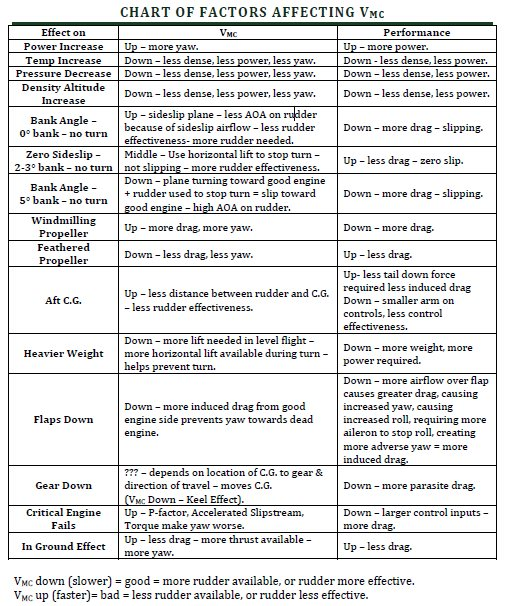 CHART OF FACTORS AFFECTING VMC
Effect on VMC Performance
Power Increase Up – more yaw. Up – more power.
Temp Increase Down – less dense, less power, less yaw. Down - less dense, less power.
Pressure Decrease Down – less dense, less power, less yaw. Down – less dense, less power.
Density Altitude
Increase
Down – less dense, less power, less yaw.
Down – less dense, less power.
Bank Angle –
0° bank – no turn
Up – sideslip plane – less AOA on rudder
because of sideslip airflow – less rudder
effectiveness- more rudder needed.
Down – more drag – slipping.
Zero Sideslip –
2-3° bank – no turn
Middle – Use horizontal lift to stop turn –
not slipping – more rudder effectiveness.
Up – less drag – zero slip.
Bank Angle –
5° bank – no turn
Down – plane turning toward good engine
+ rudder used to stop turn = slip toward
good engine – high AOA on rudder.
Down – more drag – slipping.
Windmilling
Propeller
Up – more drag, more yaw.
Down – more drag.
Feathered
Propeller
Down – less drag, less yaw.
Up – less drag.
Aft C.G.
Up – less distance between rudder and C.G.
– less rudder effectiveness.
Up- less tail down force
required less induced drag
Down – smaller arm on
controls, less control
effectiveness.
Heavier Weight
Down – more lift needed in level flight –
more horizontal lift available during turn –
helps prevent turn.
Down – more weight, more
power required.
Flaps Down
Down – more induced drag from good
engine side prevents yaw towards dead
engine.
Down – more airflow over flap
causes greater drag, causing
increased yaw, causing
increased roll, requiring more
aileron to stop roll, creating
more adverse yaw = more
induced drag.
Gear Down
??? – depends on location of C.G. to gear &
direction of travel – moves C.G.
(VMC Down – Keel Effect).
Down – more parasite drag.
Critical Engine
Fails
Up – P-factor, Accelerated Slipstream,
Torque make yaw worse.
Down – larger control inputs –
more drag.
In Ground Effect
Up – less drag – more thrust available –
more yaw.
Up – less drag.
VMC down (slower) = good = more rudder available, or rudder more effective.
VMC up (faster)= bad = less rudder available, or rudder less effective.